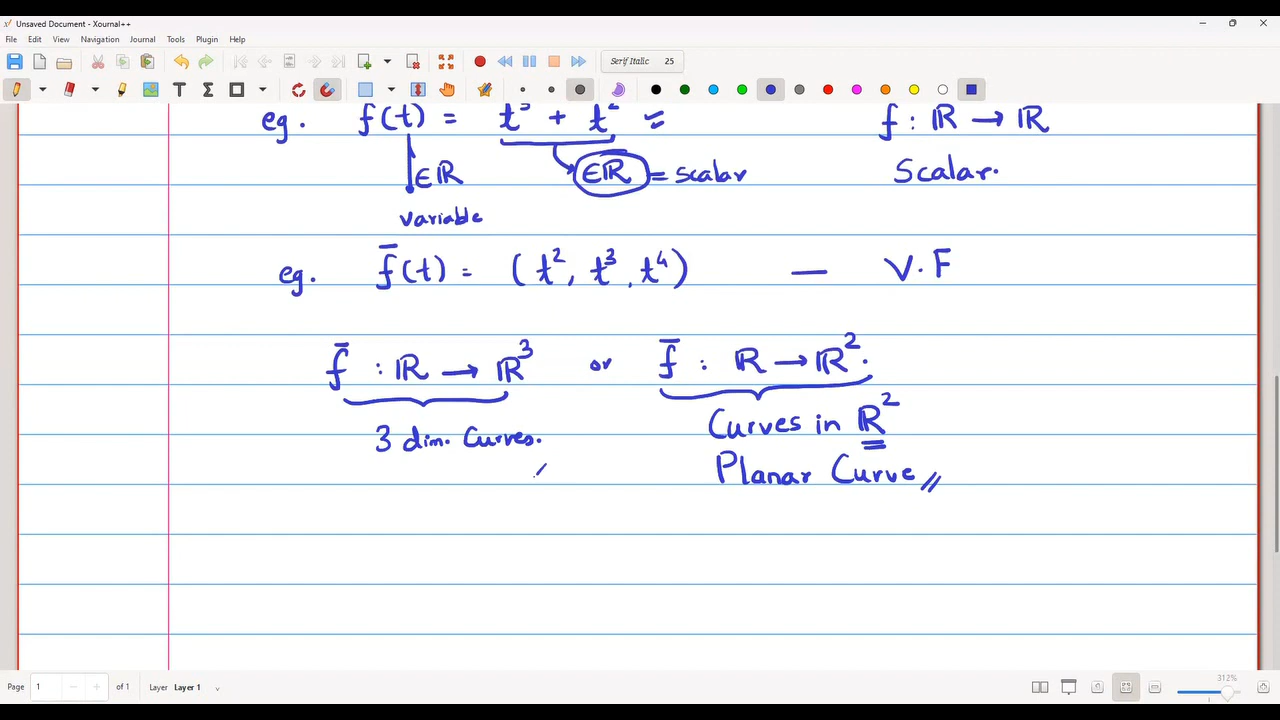 Unsaved Document - Xournal++
File Edit View Navigation Journal Tools Plugin Help
Serif Italic 25
eg. f(t) = t³ + t² f : ℝ → ℝ
∈ℝ ∈ℝ = scalar Scalar.
variable
eg. f̄(t) = (t², t³, t⁴) — V.F
f̄ : ℝ → ℝ³ or f̄ : ℝ → ℝ².
3 dim. Curves. Curves in ℝ²
Planar Curve
Page 1 of 1 Layer Layer 1 312%